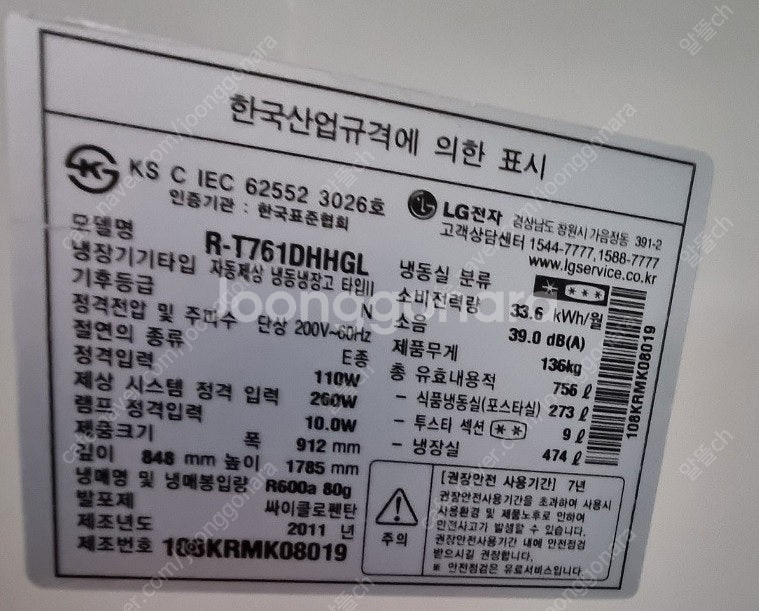 한국산업규격에 의한 표시
KS C IEC 62552 3026호
인증기관 : 한국표준협회
LG전자 경상남도 창원시 가음정동 391-2
고객상담센터 1544-7777,1588-7777
www.lgservice.co.kr
모델명 R-T761DHHGL
냉장기기타입 자동제상 냉동냉장고 타입II
기후등급 N
정격전압 및 주파수 단상 200V~60Hz
절연의 종류 E종
정격입력 110W
제상 시스템 정격 입력 260W
램프 정격입력 10.0W
제품크기 폭 912 mm
깊이 848 mm 높이 1785 mm
냉매명 및 냉매봉입량 R600a 80g
발포제 싸이클로펜탄
제조년도 2011 년
제조번호 108KRMK08019
냉동실 분류 * ***
소비전력량 33.6 kWh/월
소음 39.0 dB(A)
제품무게 136kg
총 유효내용적 756 ℓ
- 식품냉동실(포스타실) 273 ℓ
- 투스타 섹션 (**) 9 ℓ
- 냉장실 474 ℓ
108KRMK08019
주의
[권장안전 사용기간] 7년
권장안전사용기간을 초과하여 사용시
사용환경 및 제품노후로 인하여
안전사고가 발생할 수 있습니다.
권장안전사용기간 내에 안전점검
받으시길 권장합니다.
※ 안전점검은 유료서비스입니다.
Joonggonara
cafe.naver.com/joonggonara
알뜰ch